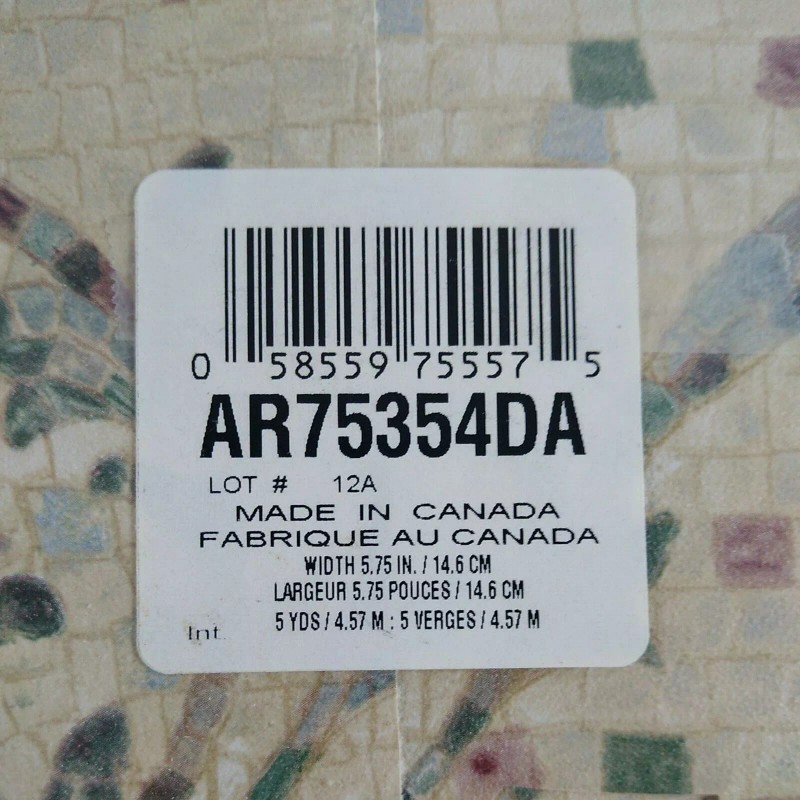 0 58559 75557 5
AR75354DA
LOT # 12A
MADE IN CANADA
FABRIQUE AU CANADA
WIDTH 5.75 IN. / 14.6 CM
LARGEUR 5.75 POUCES / 14.6 CM
5 YDS / 4.57 M : 5 VERGES / 4.57 M
Int.